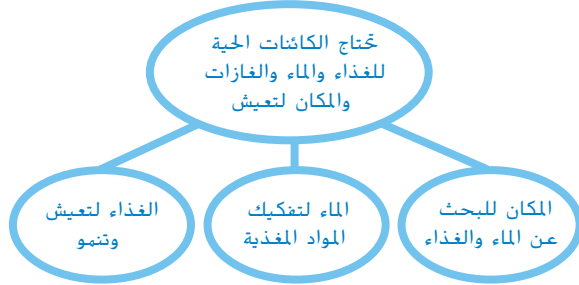 تحتاج الكائنات الحية
للغذاء والماء والغازات
والمكان لتعيش
المكان للبحث
عن الماء والغذاء
الماء لتفكيك
المواد المغذية
الغذاء لتعيش
وتنمو